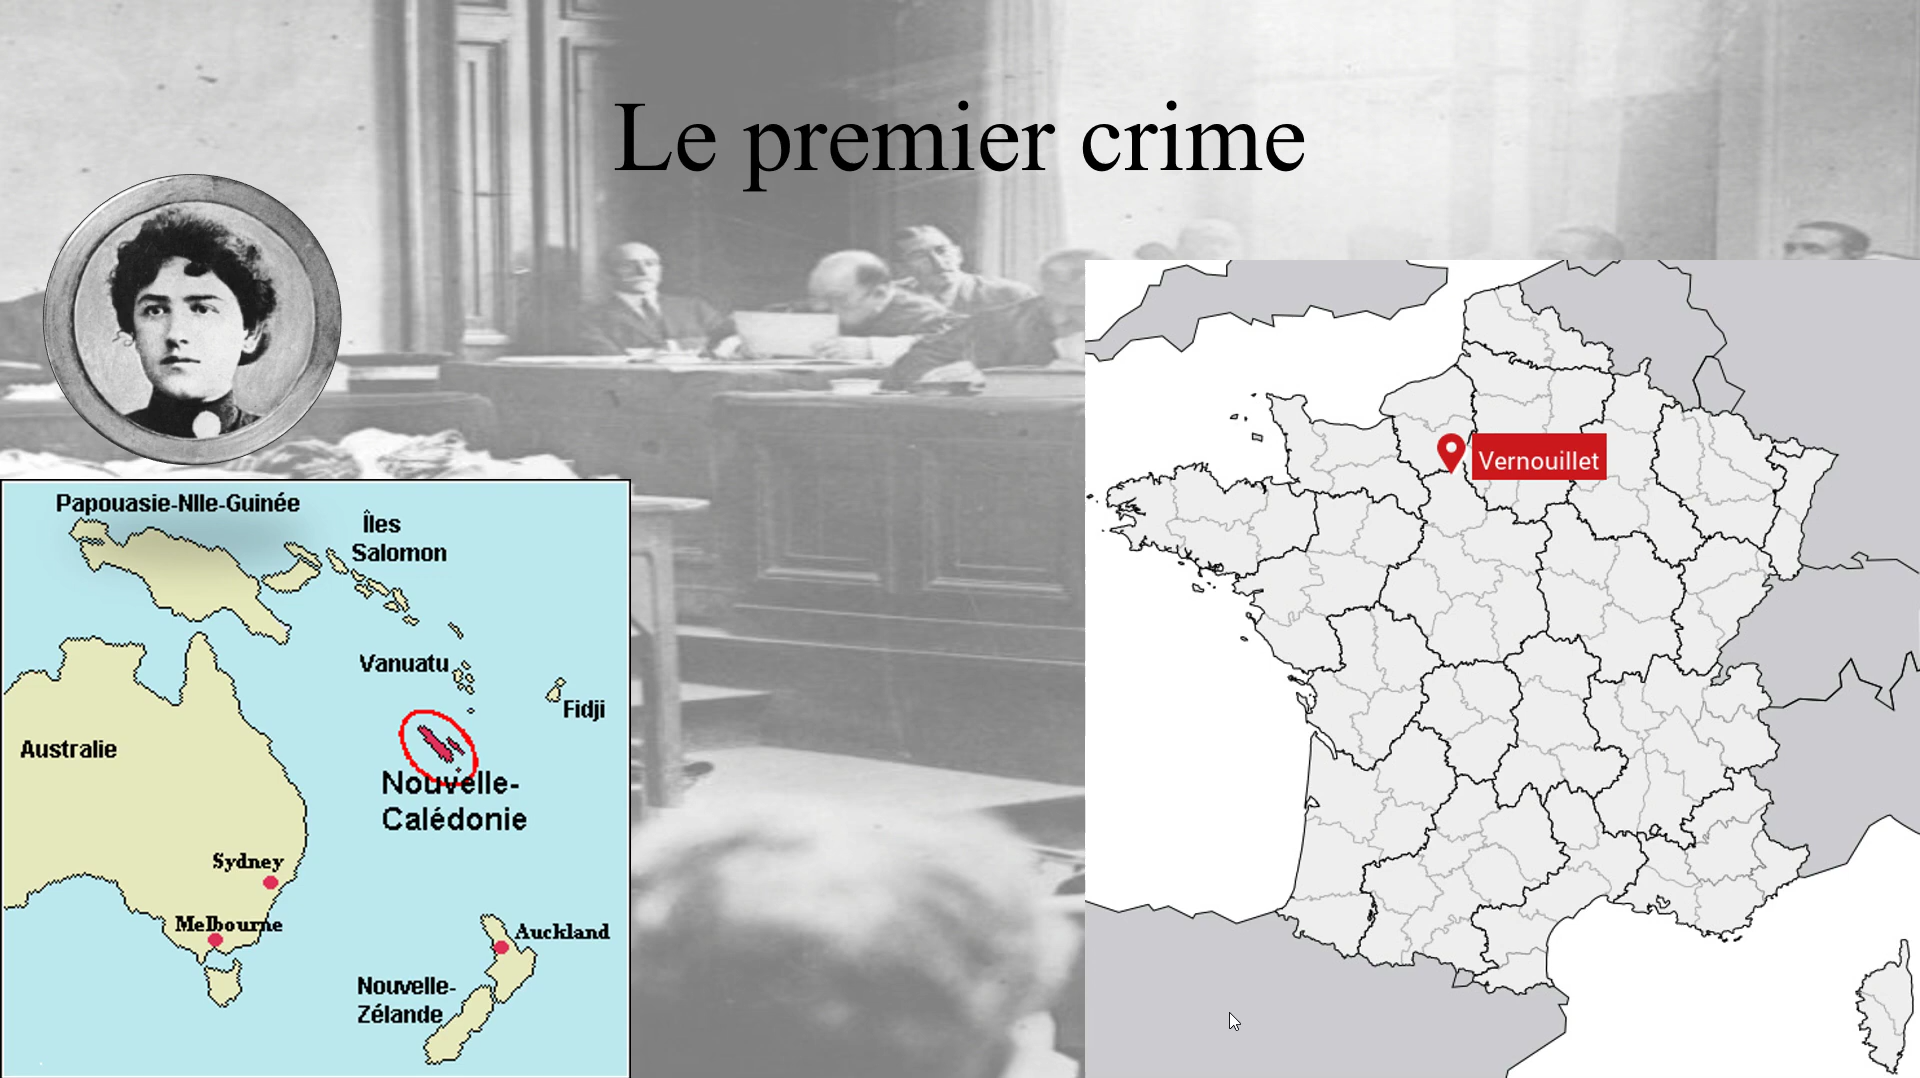 Le premier crime
Papouasie-Nlle-Guinée
Îles
Salomon
Vanuatu
Fidji
Australie
Nouvelle-
Calédonie
Sydney
Melbourne
Auckland
Nouvelle-
Zélande
Vernouillet